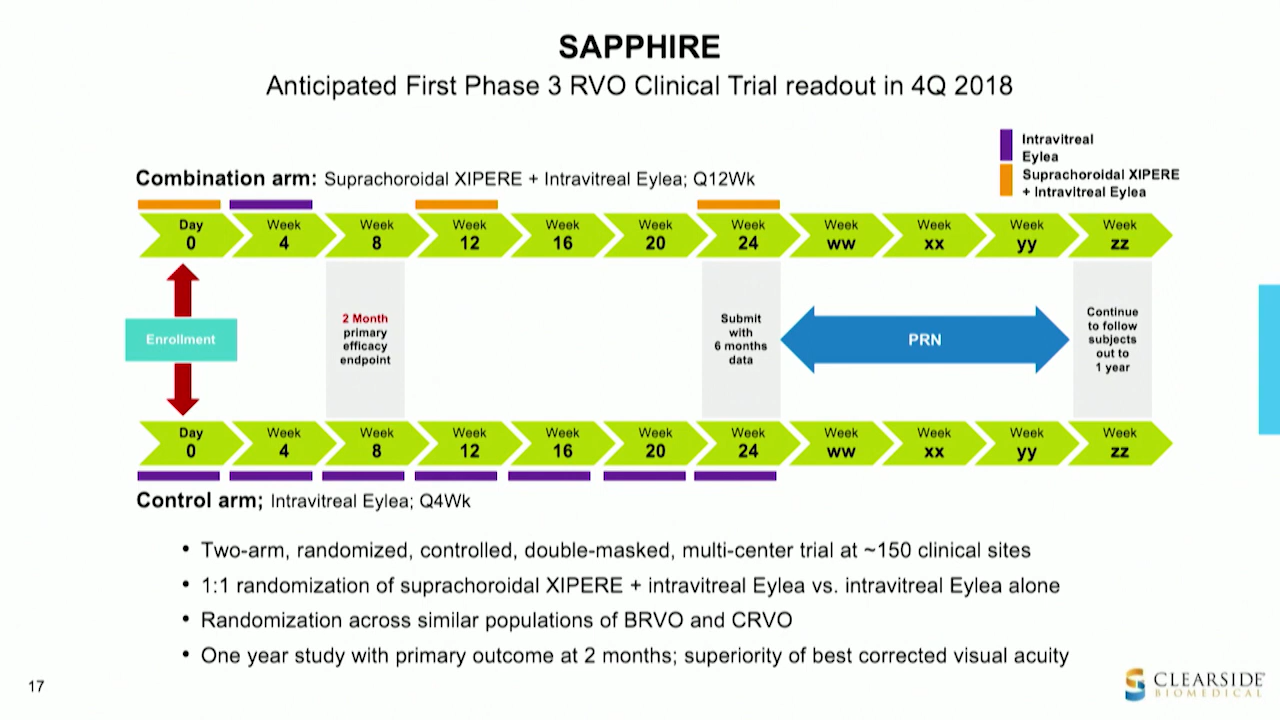 SAPPHIRE
Anticipated First Phase 3 RVO Clinical Trial readout in 4Q 2018
Intravitreal
Eylea
Suprachoroidal XIPERE
+ Intravitreal Eylea
Combination arm: Suprachoroidal XIPERE + Intravitreal Eylea; Q12Wk
Day Week Week Week Week Week Week Week Week Week Week
0 4 8 12 16 20 24 ww xx yy zz
Enrollment
2 Month
primary
efficacy
endpoint
Submit
with
6 months
data
PRN
Continue
to follow
subjects
out to
1 year
Day Week Week Week Week Week Week Week Week Week Week
0 4 8 12 16 20 24 ww xx yy zz
Control arm; Intravitreal Eylea; Q4Wk
• Two-arm, randomized, controlled, double-masked, multi-center trial at ~150 clinical sites
• 1:1 randomization of suprachoroidal XIPERE + intravitreal Eylea vs. intravitreal Eylea alone
• Randomization across similar populations of BRVO and CRVO
• One year study with primary outcome at 2 months; superiority of best corrected visual acuity
17
CLEARSIDE
BIOMEDICAL